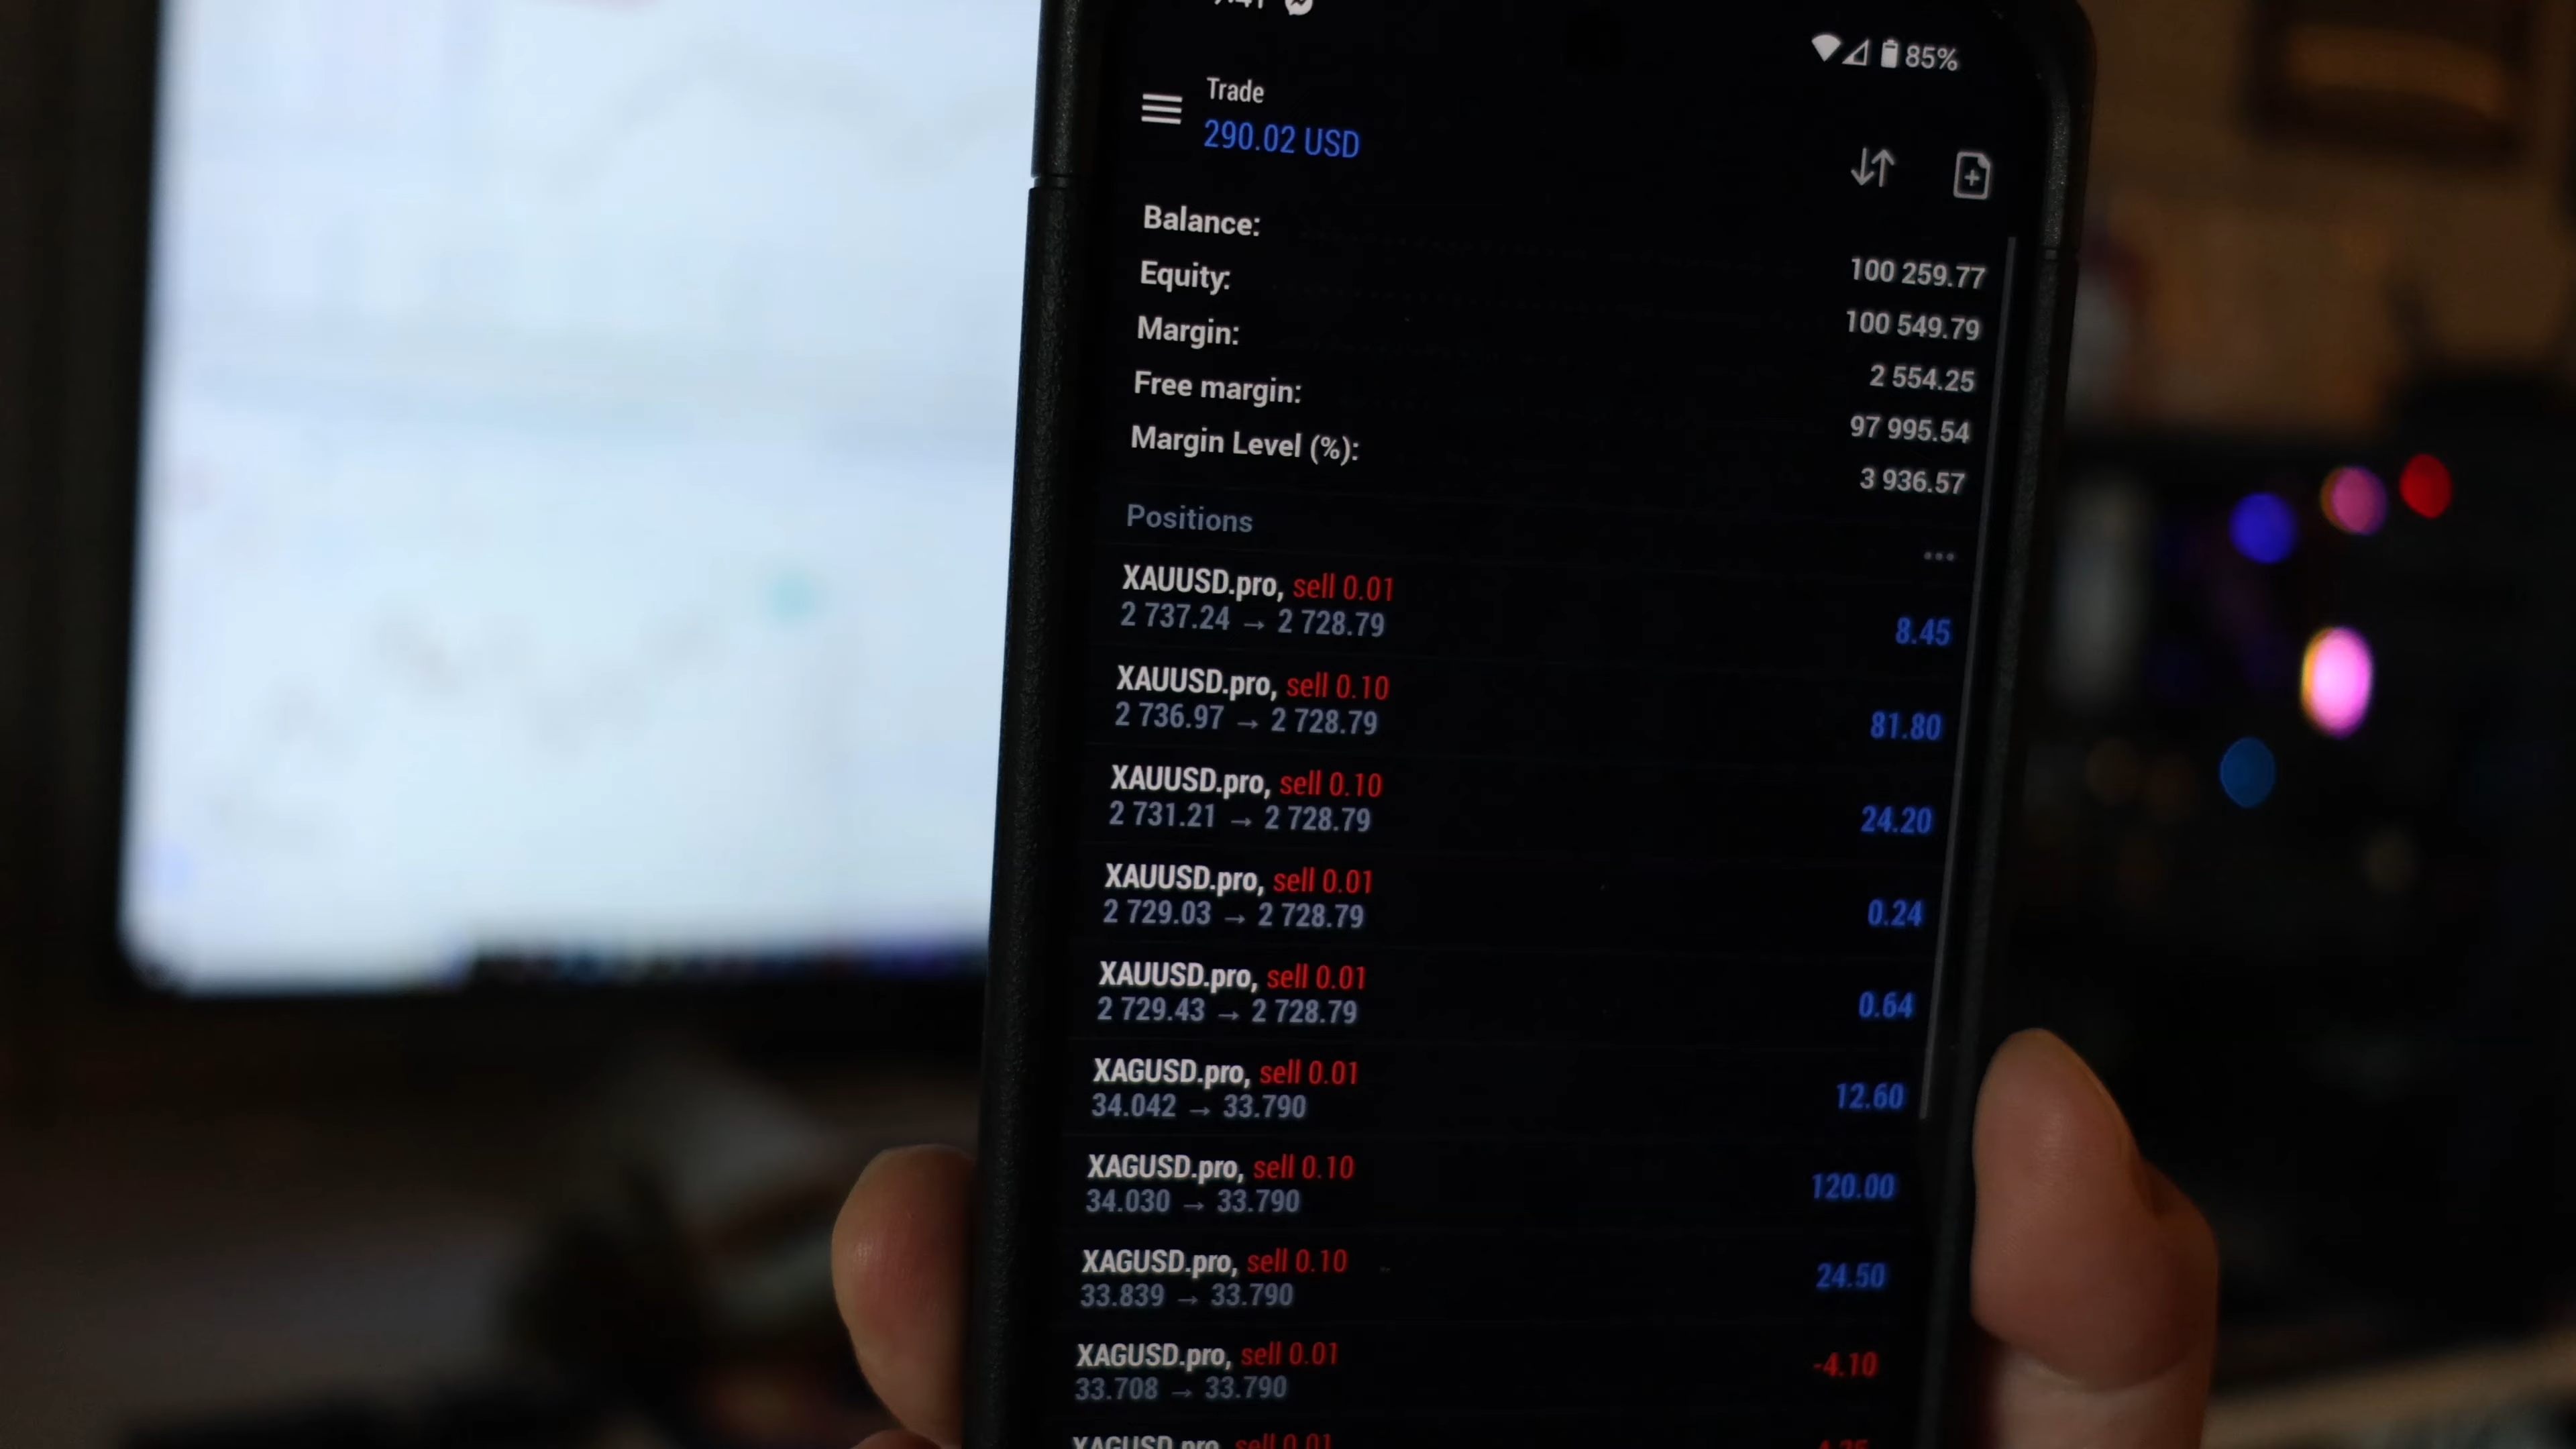 85%
Trade
290.02 USD
Balance: 100 259.77
Equity: 100 549.79
Margin: 2 554.25
Free margin: 97 995.54
Margin Level (%): 3 936.57
Positions
XAUUSD.pro, sell 0.01
2 737.24 → 2 728.79 8.45
XAUUSD.pro, sell 0.10
2 736.97 → 2 728.79 81.80
XAUUSD.pro, sell 0.10
2 731.21 → 2 728.79 24.20
XAUUSD.pro, sell 0.01
2 729.03 → 2 728.79 0.24
XAUUSD.pro, sell 0.01
2 729.43 → 2 728.79 0.64
XAGUSD.pro, sell 0.01
34.042 → 33.790 12.60
XAGUSD.pro, sell 0.10
34.030 → 33.790 120.00
XAGUSD.pro, sell 0.10
33.839 → 33.790 24.50
XAGUSD.pro, sell 0.01
33.708 → 33.790 -4.10
XAGUSD.pro, sell 0.01